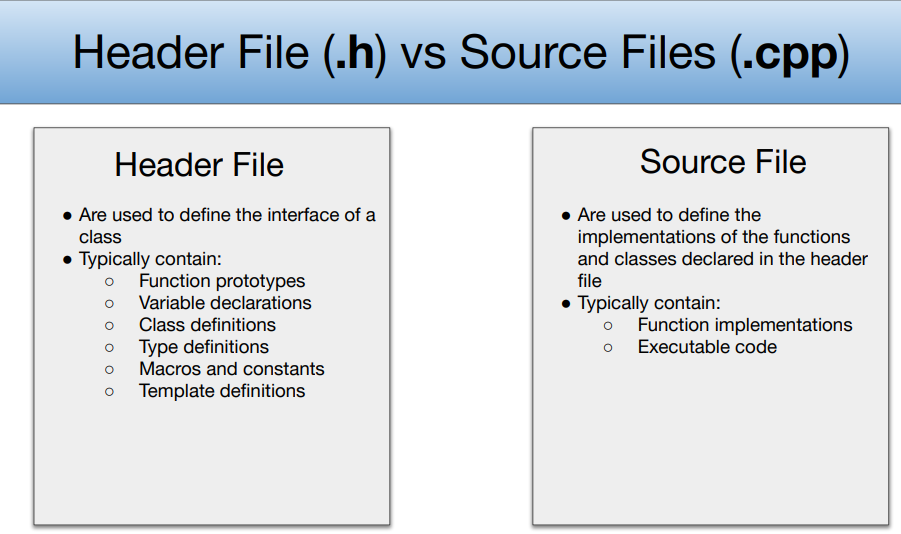 Header File (.h) vs Source Files (.cpp)
Header File
● Are used to define the interface of a
class
● Typically contain:
○ Function prototypes
○ Variable declarations
○ Class definitions
○ Type definitions
○ Macros and constants
○ Template definitions
Source File
● Are used to define the
implementations of the functions
and classes declared in the header
file
● Typically contain:
○ Function implementations
○ Executable code